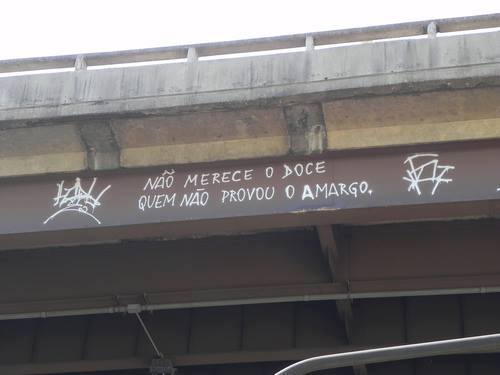 NÃO MERECE O DOCE
QUEM NÃO PROVOU O AMARGO.